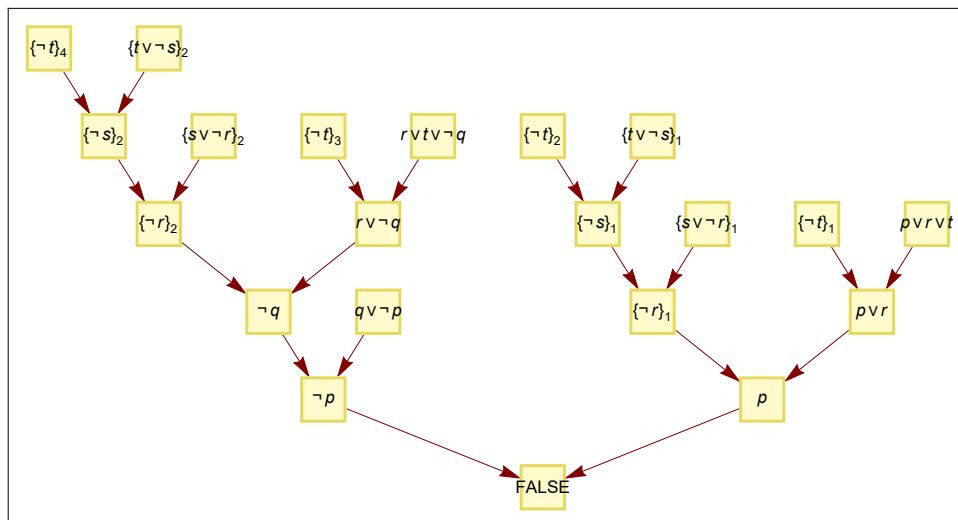 {¬ t}₄ {t ∨ ¬ s}₂
{¬ s}₂ {s ∨ ¬ r}₂ {¬ t}₃ r ∨ t ∨ ¬ q {¬ t}₂ {t ∨ ¬ s}₁
{¬ r}₂ r ∨ ¬ q {¬ s}₁ {s ∨ ¬ r}₁ {¬ t}₁ p ∨ r ∨ t
¬ q q ∨ ¬ p {¬ r}₁ p ∨ r
¬ p p
FALSE